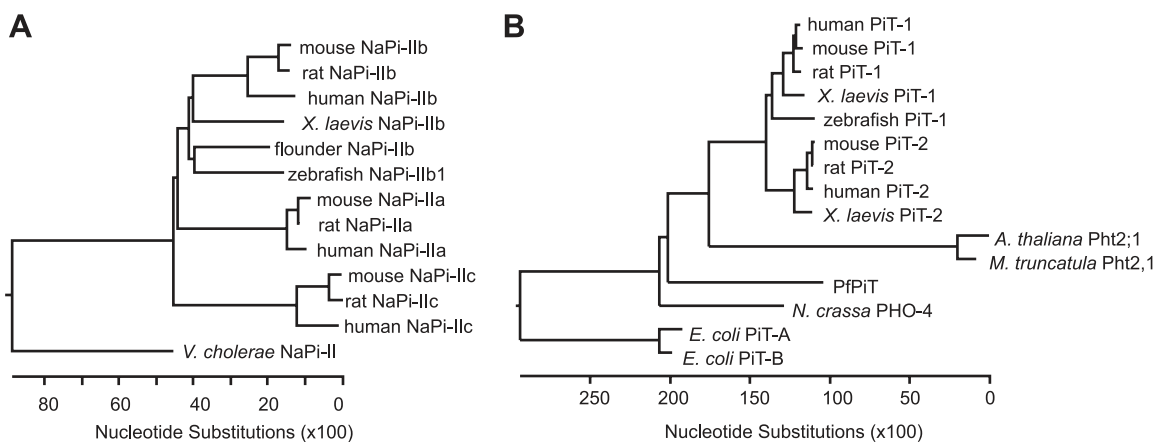 A
mouse NaPi-IIb
rat NaPi-IIb
human NaPi-IIb
X. laevis NaPi-IIb
flounder NaPi-IIb
zebrafish NaPi-IIb1
mouse NaPi-IIa
rat NaPi-IIa
human NaPi-IIa
mouse NaPi-IIc
rat NaPi-IIc
human NaPi-IIc
V. cholerae NaPi-II
80 60 40 20 0
Nucleotide Substitutions (x100)
B
human PiT-1
mouse PiT-1
rat PiT-1
X. laevis PiT-1
zebrafish PiT-1
mouse PiT-2
rat PiT-2
human PiT-2
X. laevis PiT-2
A. thaliana Pht2;1
M. truncatula Pht2,1
PfPiT
N. crassa PHO-4
E. coli PiT-A
E. coli PiT-B
250 200 150 100 50 0
Nucleotide Substitutions (x100)